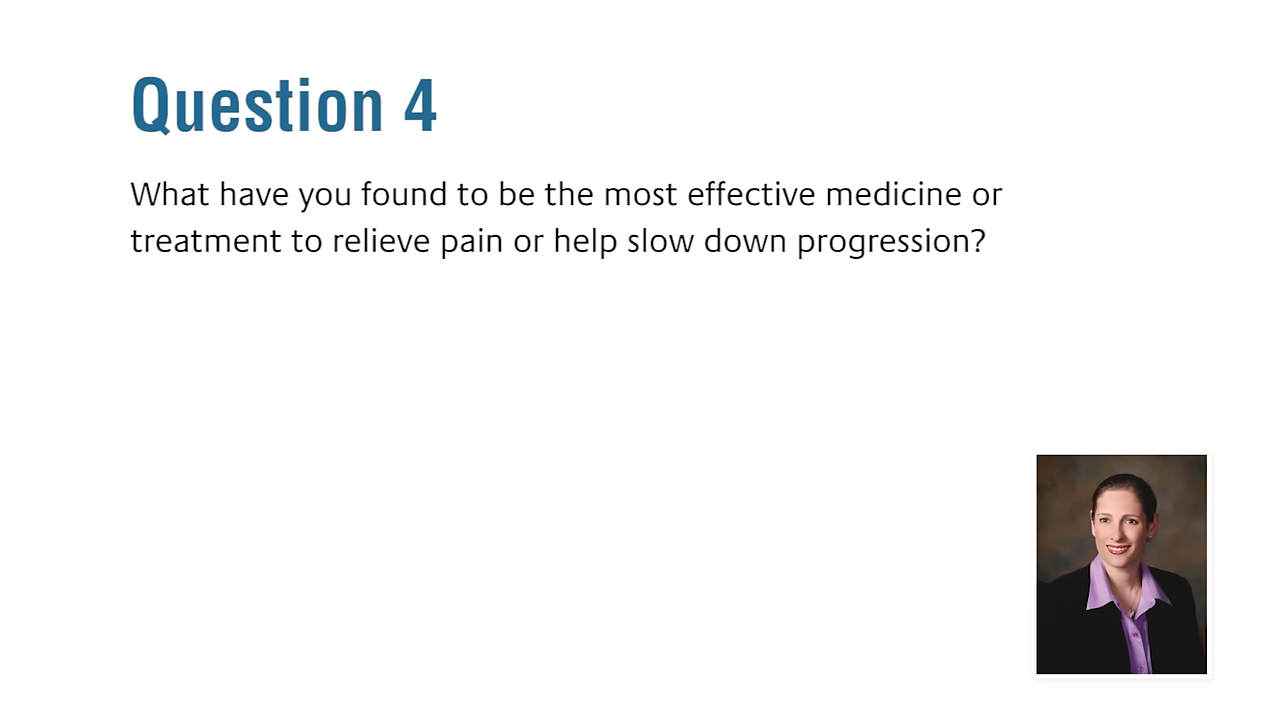 Question 4
What have you found to be the most effective medicine or
treatment to relieve pain or help slow down progression?